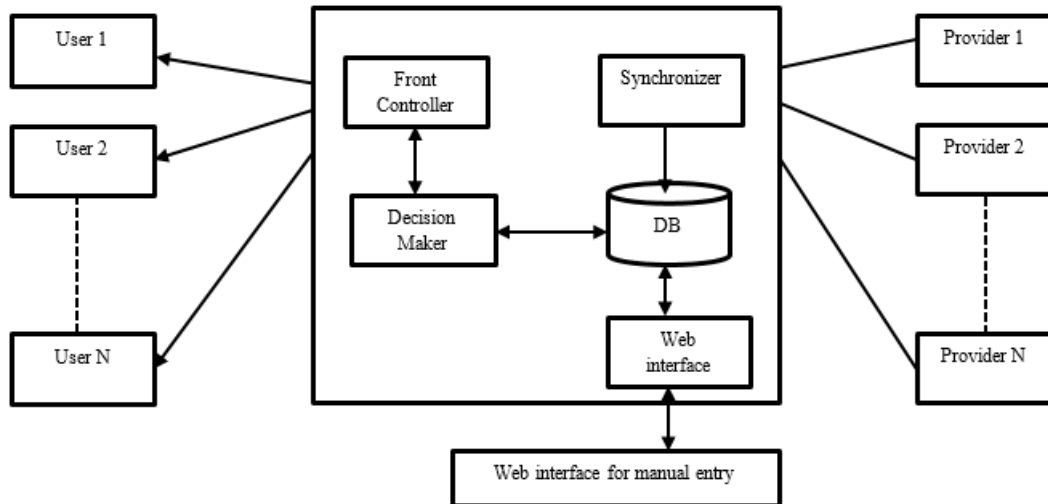 User 1
User 2
User N
Front
Controller
Decision
Maker
Synchronizer
DB
Web
interface
Provider 1
Provider 2
Provider N
Web interface for manual entry